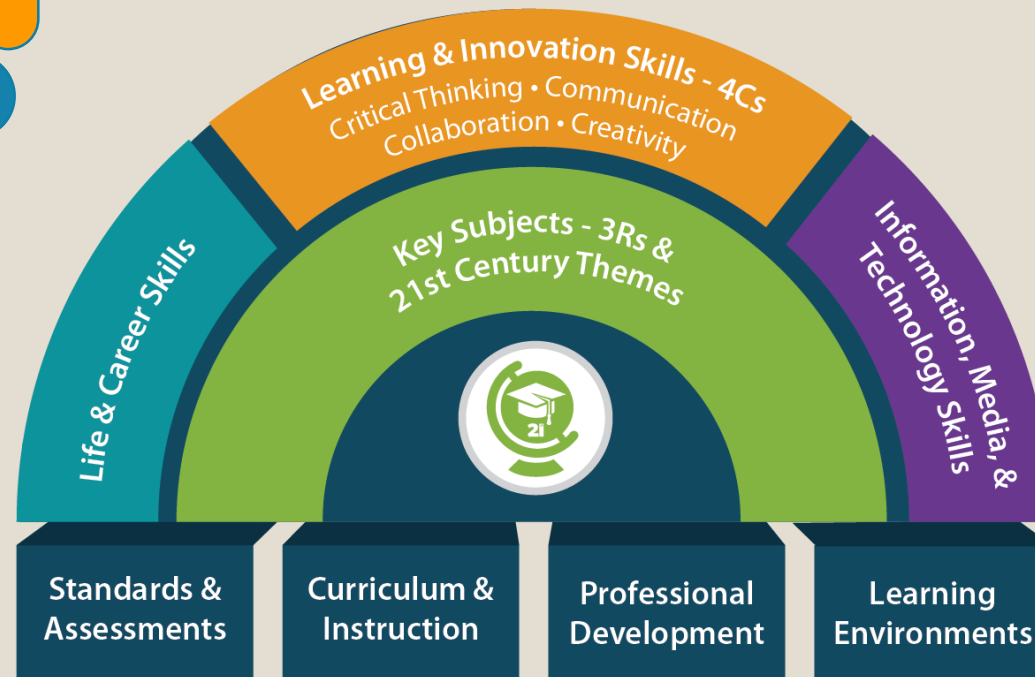 Learning & Innovation Skills - 4Cs
Critical Thinking • Communication
Collaboration • Creativity
Life & Career Skills
Key Subjects - 3Rs &
21st Century Themes
Information, Media, &
Technology Skills
21
Standards &
Assessments
Curriculum &
Instruction
Professional
Development
Learning
Environments